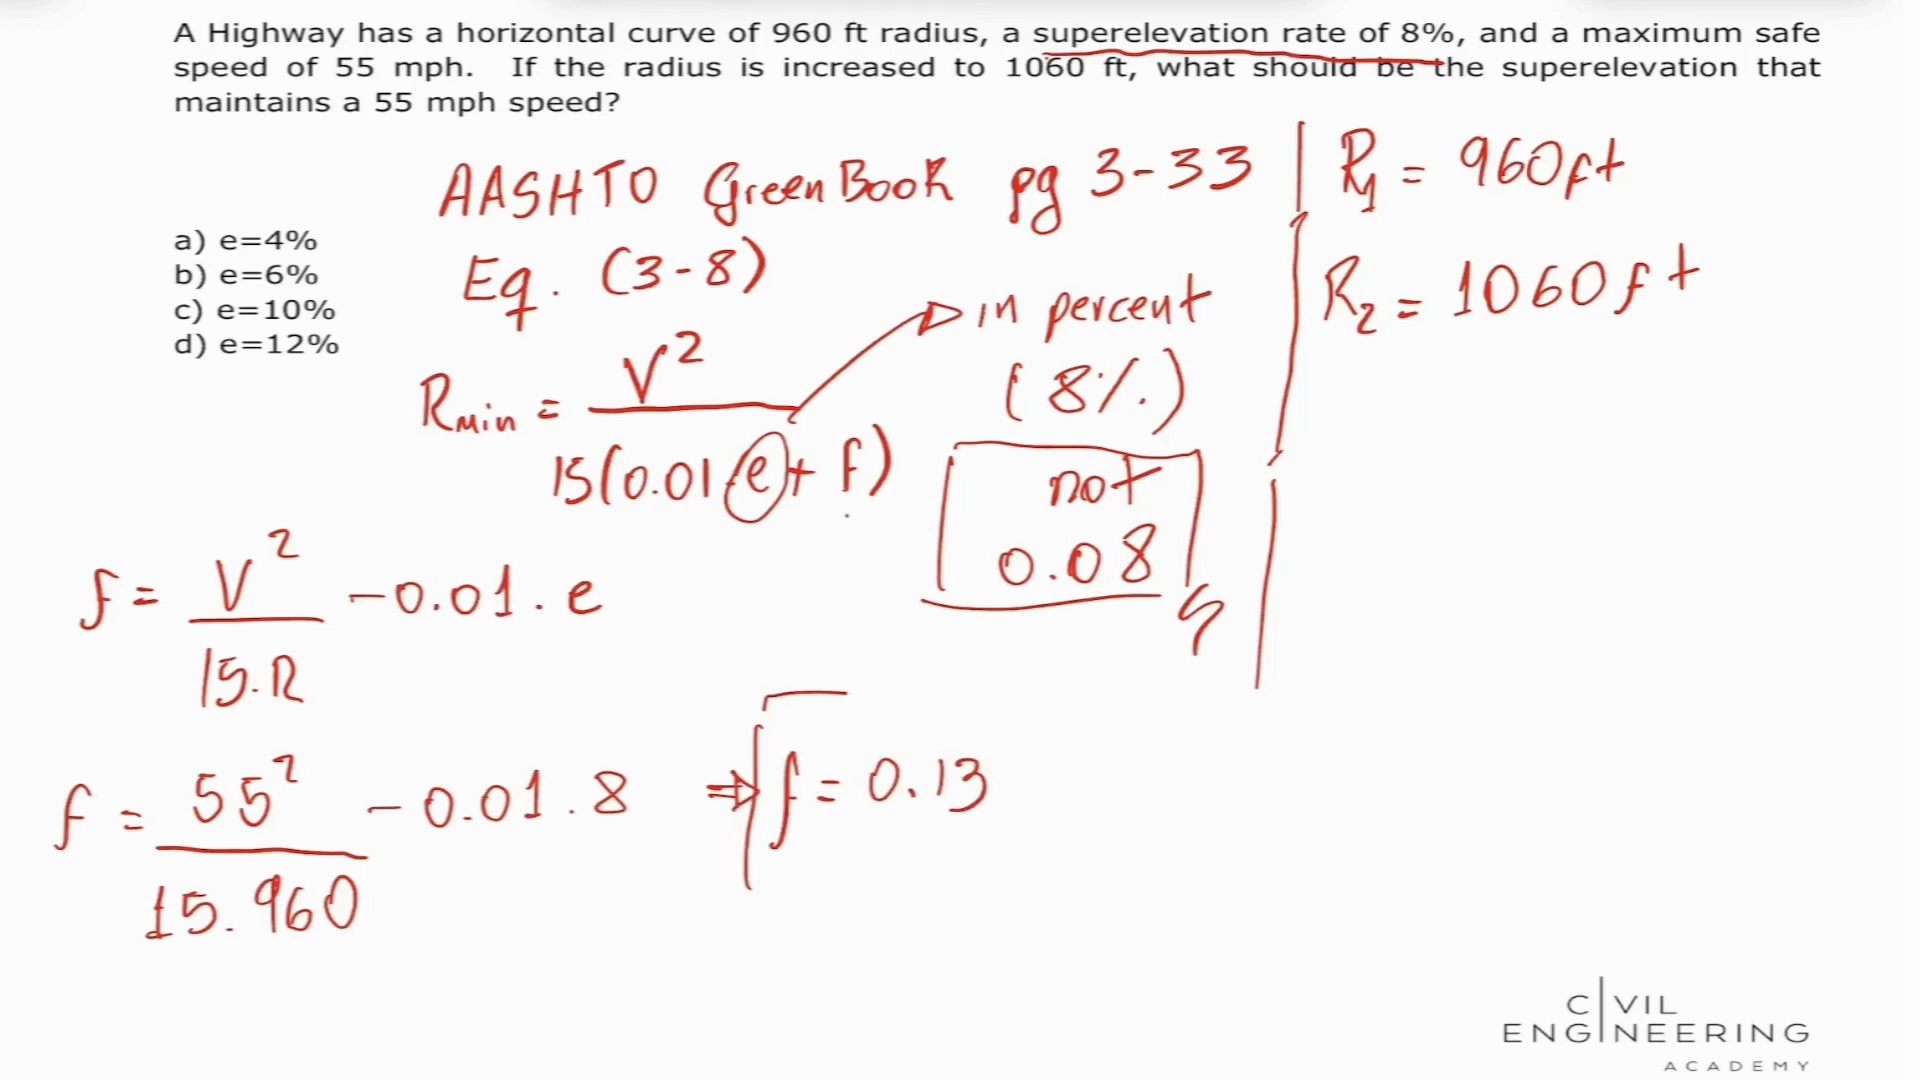 A Highway has a horizontal curve of 960 ft radius, a superelevation rate of 8%, and a maximum safe
speed of 55 mph. If the radius is increased to 1060 ft, what should be the superelevation that
maintains a 55 mph speed?
AASHTO Green Book pg 3-33
R1 = 960ft
a) e=4%
b) e=6%
c) e=10%
d) e=12%
Eq. (3-8)
R2 = 1060ft
in percent
(8%)
not
0.08
Rmin = V²
15(0.01 e + f)
f = V² - 0.01 . e
15.R
f = 55² - 0.01 . 8 ⇒ f = 0.13
15.960
CIVIL
ENGINEERING
ACADEMY